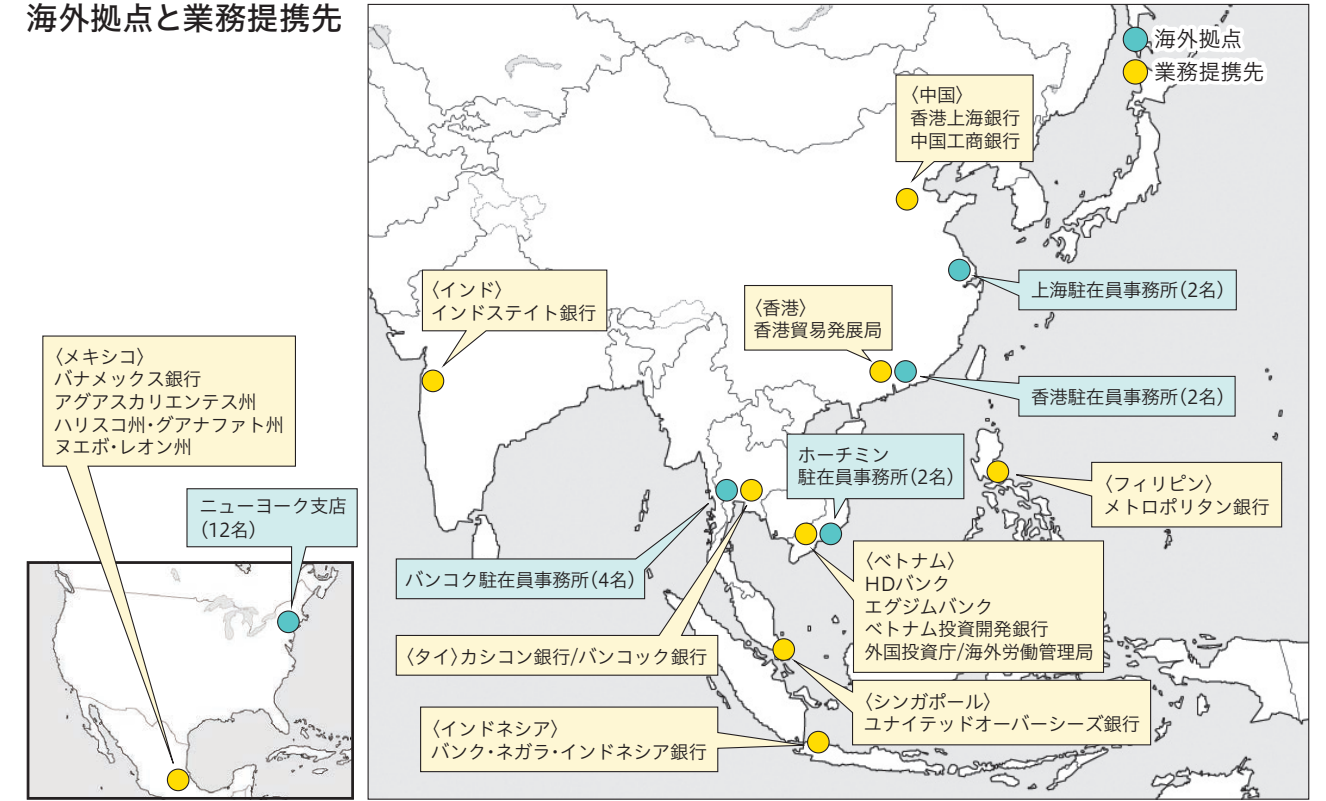 海外拠点と業務提携先
海外拠点
業務提携先
〈中国〉
香港上海銀行
中国工商銀行
上海駐在員事務所(2名)
〈インド〉
インドステイト銀行
〈香港〉
香港貿易発展局
香港駐在員事務所(2名)
〈メキシコ〉
バナメックス銀行
アグアスカリエンテス州
ハリスコ州・グアナファト州
ヌエボ・レオン州
ニューヨーク支店
(12名)
ホーチミン
駐在員事務所(2名)
〈フィリピン〉
メトロポリタン銀行
バンコク駐在員事務所(4名)
〈ベトナム〉
HDバンク
エグジムバンク
ベトナム投資開発銀行
外国投資庁/海外労働管理局
〈タイ〉カシコン銀行/バンコック銀行
〈シンガポール〉
ユナイテッドオーバーシーズ銀行
〈インドネシア〉
バンク・ネガラ・インドネシア銀行